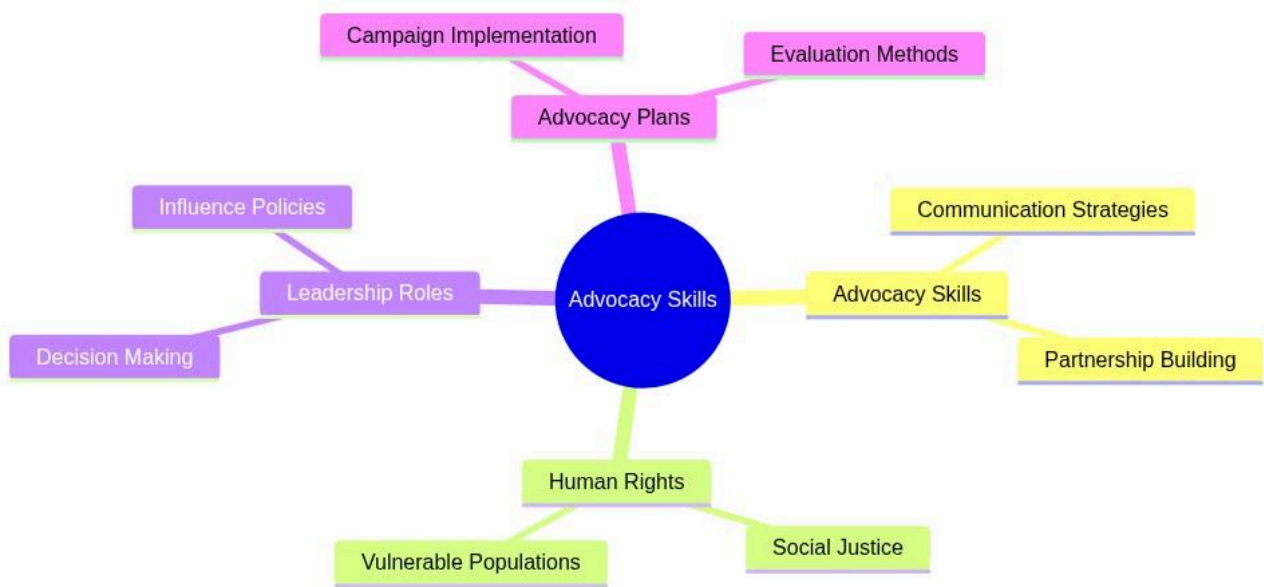 Campaign Implementation
Evaluation Methods
Advocacy Plans
Influence Policies
Communication Strategies
Leadership Roles
Advocacy Skills
Advocacy Skills
Decision Making
Partnership Building
Human Rights
Vulnerable Populations
Social Justice